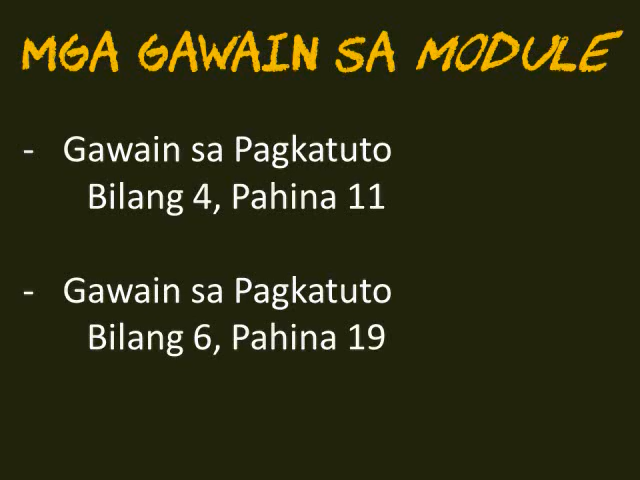 MGA GAWAIN SA MODULE
- Gawain sa Pagkatuto
Bilang 4, Pahina 11
- Gawain sa Pagkatuto
Bilang 6, Pahina 19